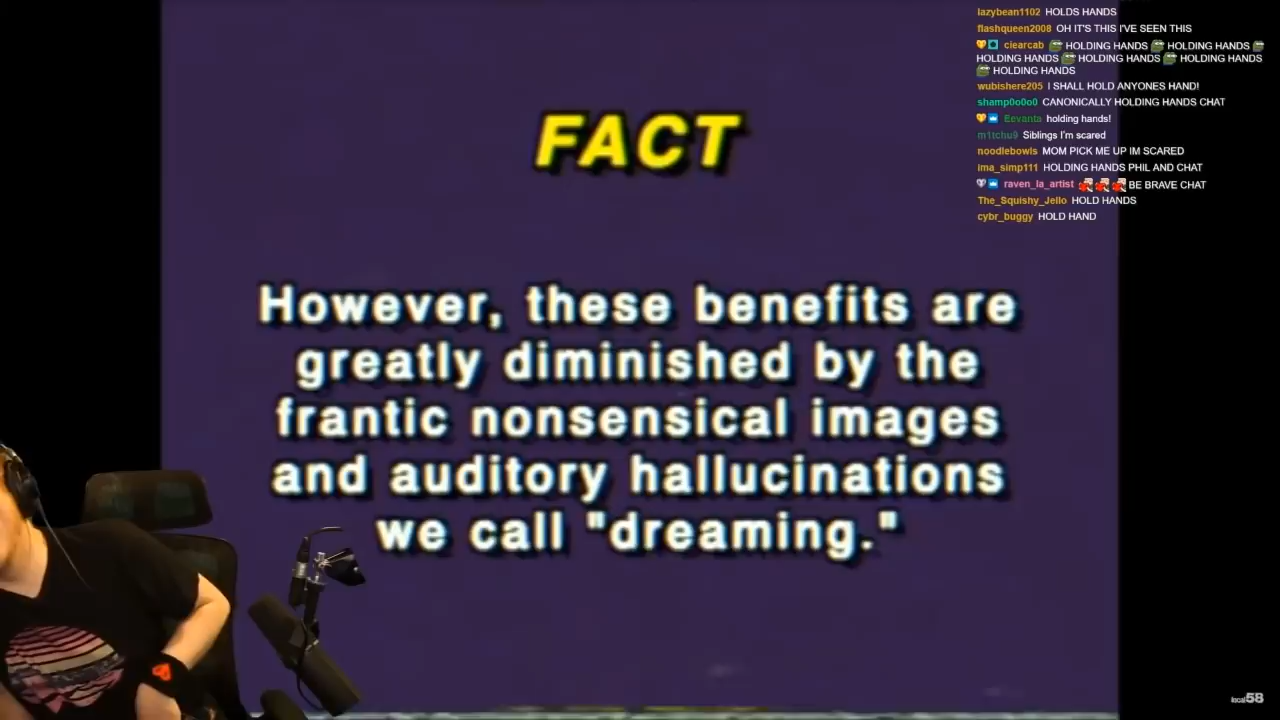 FACT
However, these benefits are
greatly diminished by the
frantic nonsensical images
and auditory hallucinations
we call "dreaming."
lazybean1102 HOLDS HANDS
flashqueen2008 OH IT'S THIS I'VE SEEN THIS
clearcab HOLDING HANDS HOLDING HANDS
HOLDING HANDS HOLDING HANDS HOLDING HANDS
HOLDING HANDS
wubishere205 I SHALL HOLD ANYONES HAND!
shamp0o0o0 CANONICALLY HOLDING HANDS CHAT
Eevanta holding hands!
m1tchu9 Siblings I'm scared
noodlebowls MOM PICK ME UP IM SCARED
ima_simp111 HOLDING HANDS PHIL AND CHAT
raven_la_artist BE BRAVE CHAT
The_Squishy_Jello HOLD HANDS
cybr_buggy HOLD HAND
local58